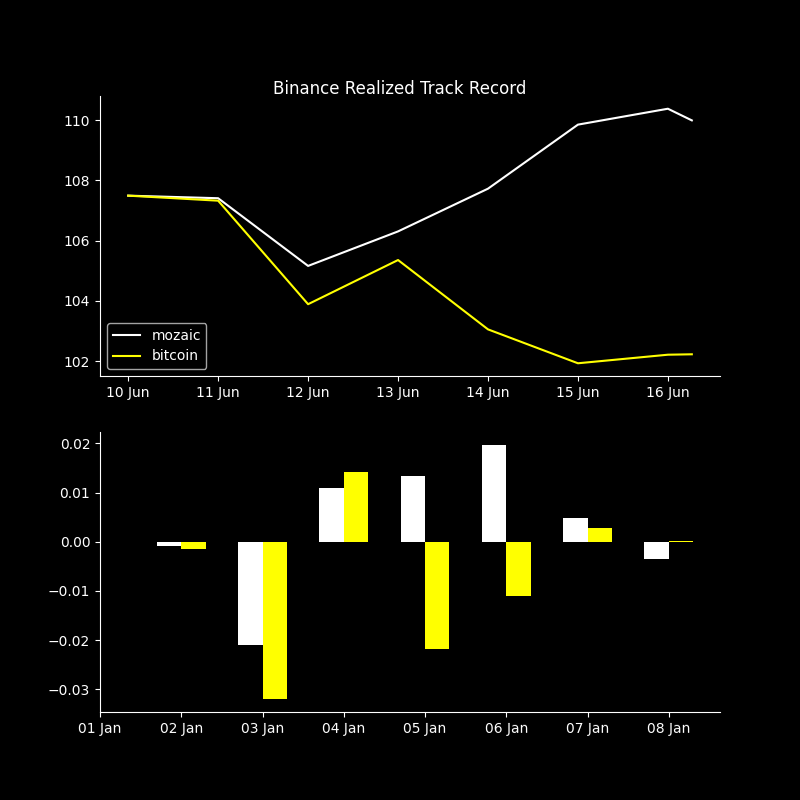 Binance Realized Track Record
110
108
106
104
102
mozaic
bitcoin
10 Jun 11 Jun 12 Jun 13 Jun 14 Jun 15 Jun 16 Jun
0.02
0.01
0.00
−0.01
−0.02
−0.03
01 Jan 02 Jan 03 Jan 04 Jan 05 Jan 06 Jan 07 Jan 08 Jan